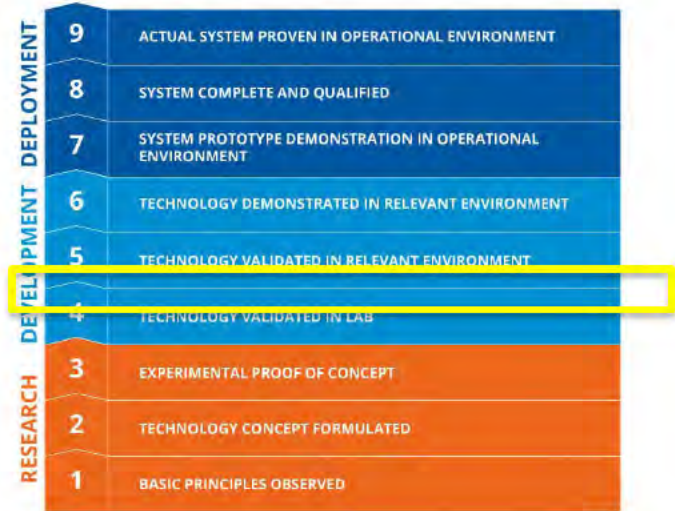 DEPLOYMENT
9 ACTUAL SYSTEM PROVEN IN OPERATIONAL ENVIRONMENT
8 SYSTEM COMPLETE AND QUALIFIED
7 SYSTEM PROTOTYPE DEMONSTRATION IN OPERATIONAL
ENVIRONMENT
DEVELOPMENT
6 TECHNOLOGY DEMONSTRATED IN RELEVANT ENVIRONMENT
5 TECHNOLOGY VALIDATED IN RELEVANT ENVIRONMENT
4 TECHNOLOGY VALIDATED IN LAB
RESEARCH
3 EXPERIMENTAL PROOF OF CONCEPT
2 TECHNOLOGY CONCEPT FORMULATED
1 BASIC PRINCIPLES OBSERVED